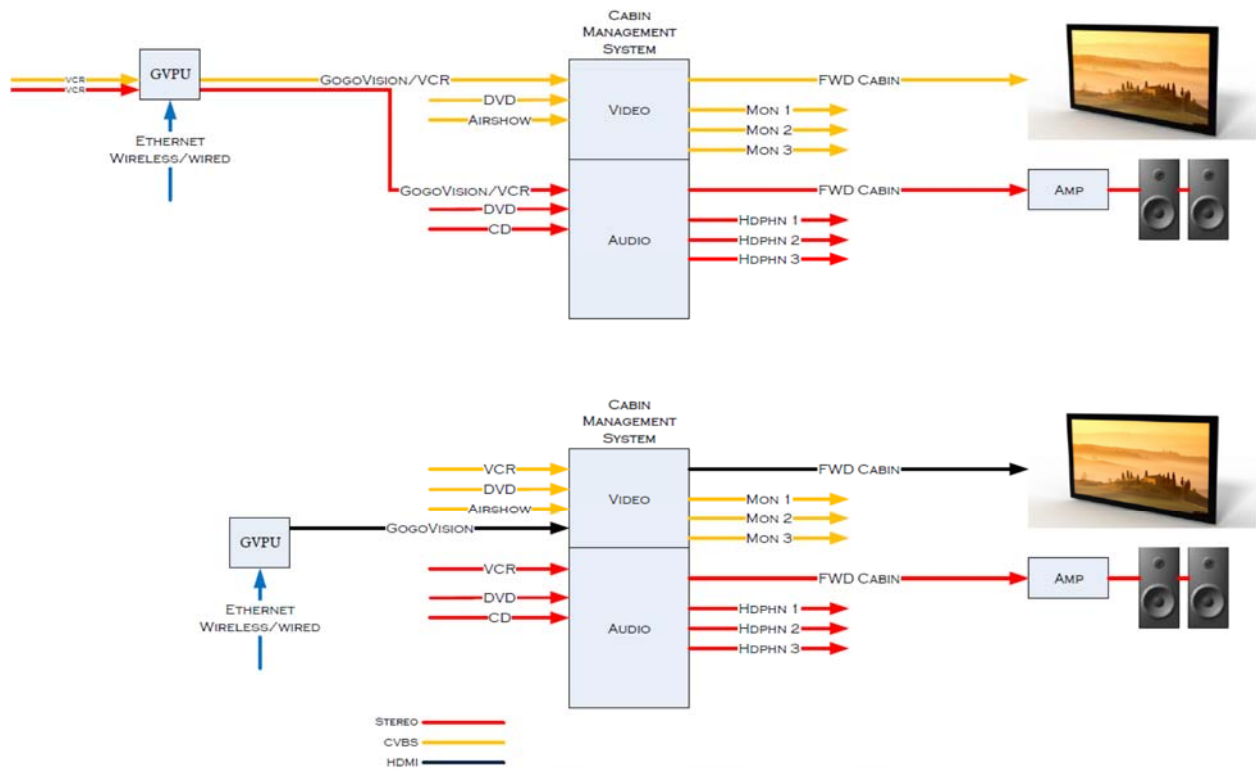 Cabin
Management
System
VCR
VCR
GVPU
GogoVision/VCR
DVD
Airshow
Video
FWD Cabin
Mon 1
Mon 2
Mon 3
Ethernet
Wireless/wired
GogoVision/VCR
DVD
CD
Audio
FWD Cabin
Amp
Hdphn 1
Hdphn 2
Hdphn 3
Cabin
Management
System
VCR
DVD
Airshow
GogoVision
GVPU
Video
FWD Cabin
Mon 1
Mon 2
Mon 3
Ethernet
Wireless/wired
VCR
DVD
CD
Audio
FWD Cabin
Amp
Hdphn 1
Hdphn 2
Hdphn 3
Stereo
CVBS
HDMI